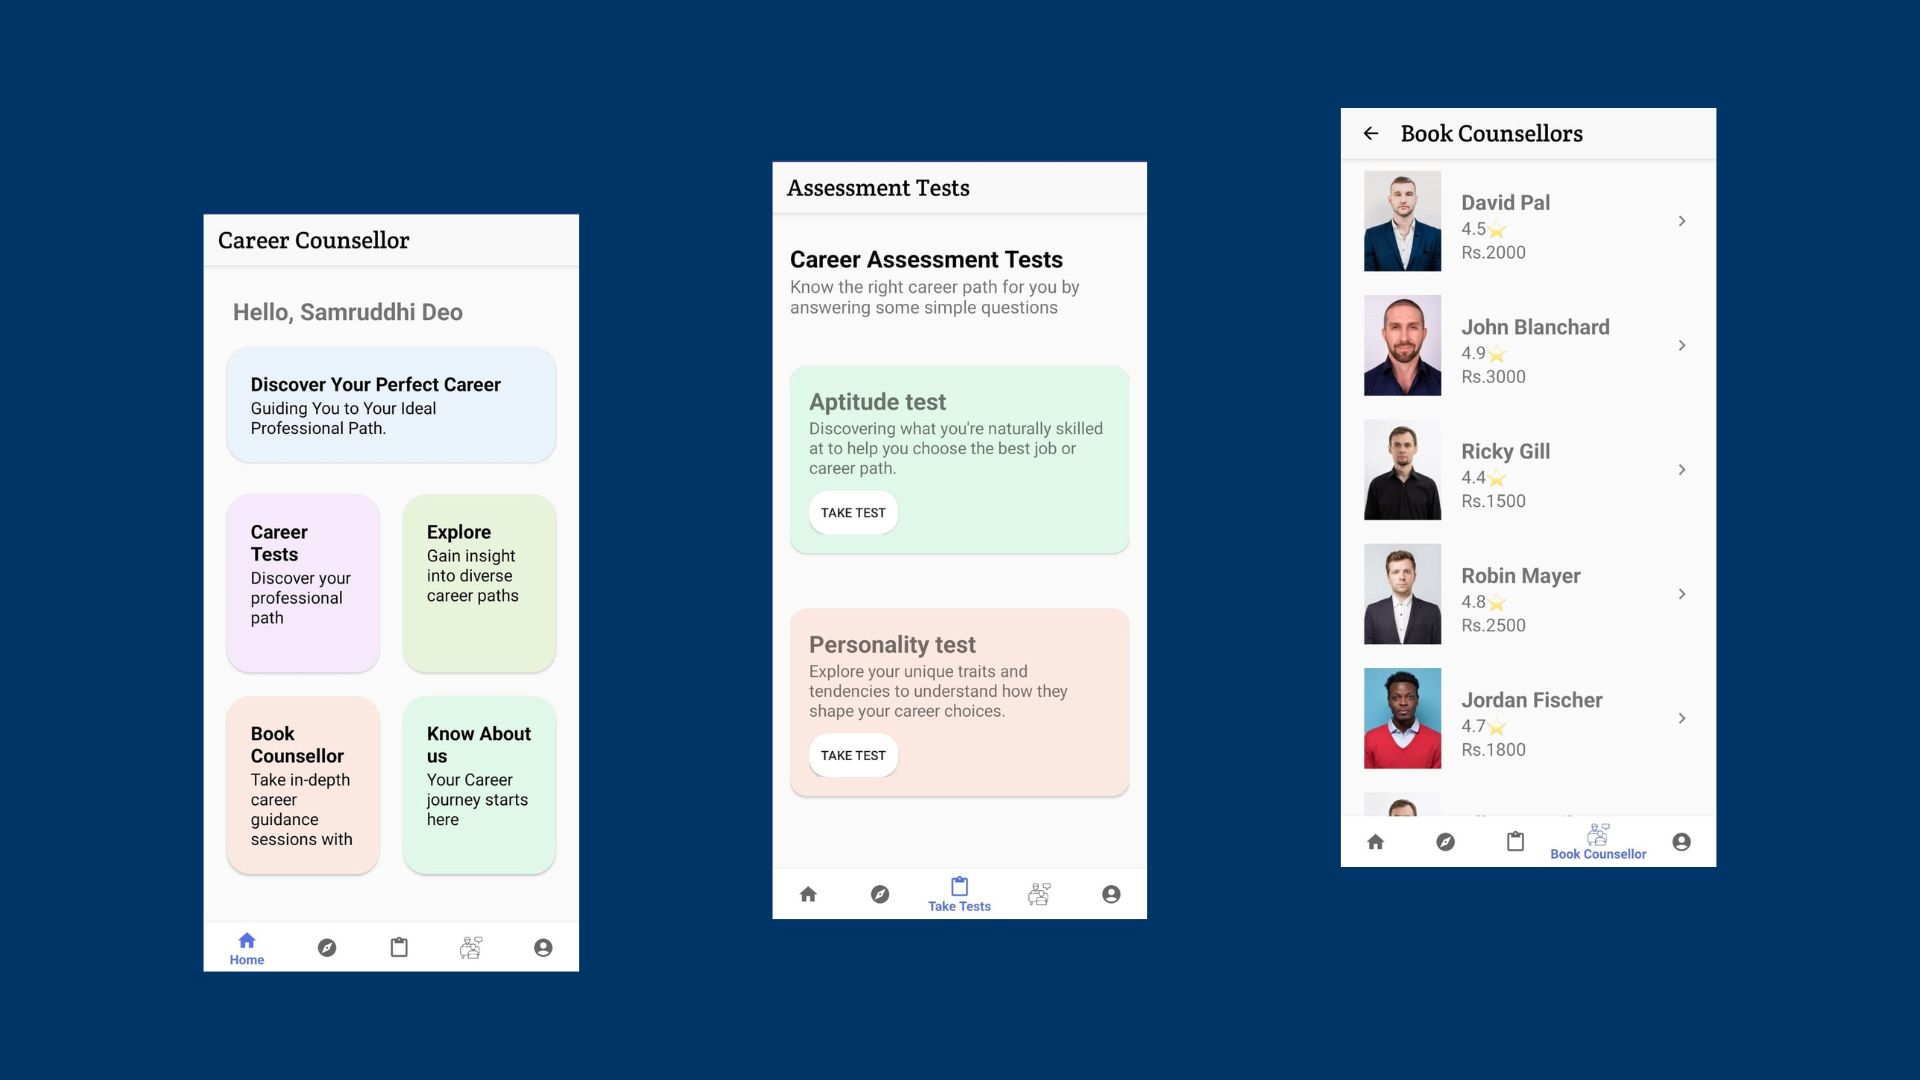 Career Counsellor
Hello, Samruddhi Deo
Discover Your Perfect Career
Guiding You to Your Ideal
Professional Path.
Career
Tests
Discover your
professional
path
Explore
Gain insight
into diverse
career paths
Book
Counsellor
Take in-depth
career
guidance
sessions with
Know About
us
Your Career
journey starts
here
Home
Assessment Tests
Career Assessment Tests
Know the right career path for you by
answering some simple questions
Aptitude test
Discovering what you're naturally skilled
at to help you choose the best job or
career path.
TAKE TEST
Personality test
Explore your unique traits and
tendencies to understand how they
shape your career choices.
TAKE TEST
Take Tests
Book Counsellors
David Pal
4.5⭐
Rs.2000
John Blanchard
4.9⭐
Rs.3000
Ricky Gill
4.4⭐
Rs.1500
Robin Mayer
4.8⭐
Rs.2500
Jordan Fischer
4.7⭐
Rs.1800
Book Counsellor